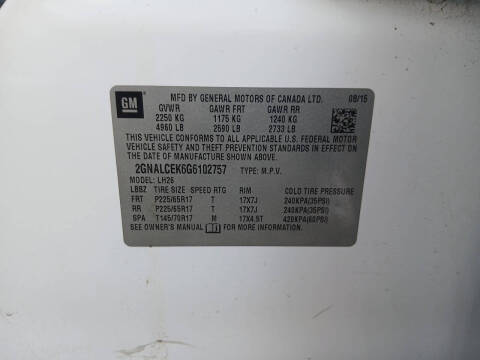 GM
MFD BY GENERAL MOTORS OF CANADA LTD. 09/15
GVWR GAWR FRT GAWR RR
2250 KG 1175 KG 1240 KG
4960 LB 2590 LB 2733 LB
THIS VEHICLE CONFORMS TO ALL APPLICABLE U.S. FEDERAL MOTOR
VEHICLE SAFETY AND THEFT PREVENTION STANDARDS IN EFFECT ON
THE DATE OF MANUFACTURE SHOWN ABOVE.
2GNALCEK6G6102757 TYPE: M.P.V.
MODEL: LH26
LBBZ TIRE SIZE SPEED RTG RIM COLD TIRE PRESSURE
FRT P225/65R17 T 17X7J 240KPA(35PSI)
RR P225/65R17 T 17X7J 240KPA(35PSI)
SPA T145/70R17 M 17X4.5T 420KPA(60PSI)
SEE OWNER'S MANUAL FOR MORE INFORMATION.